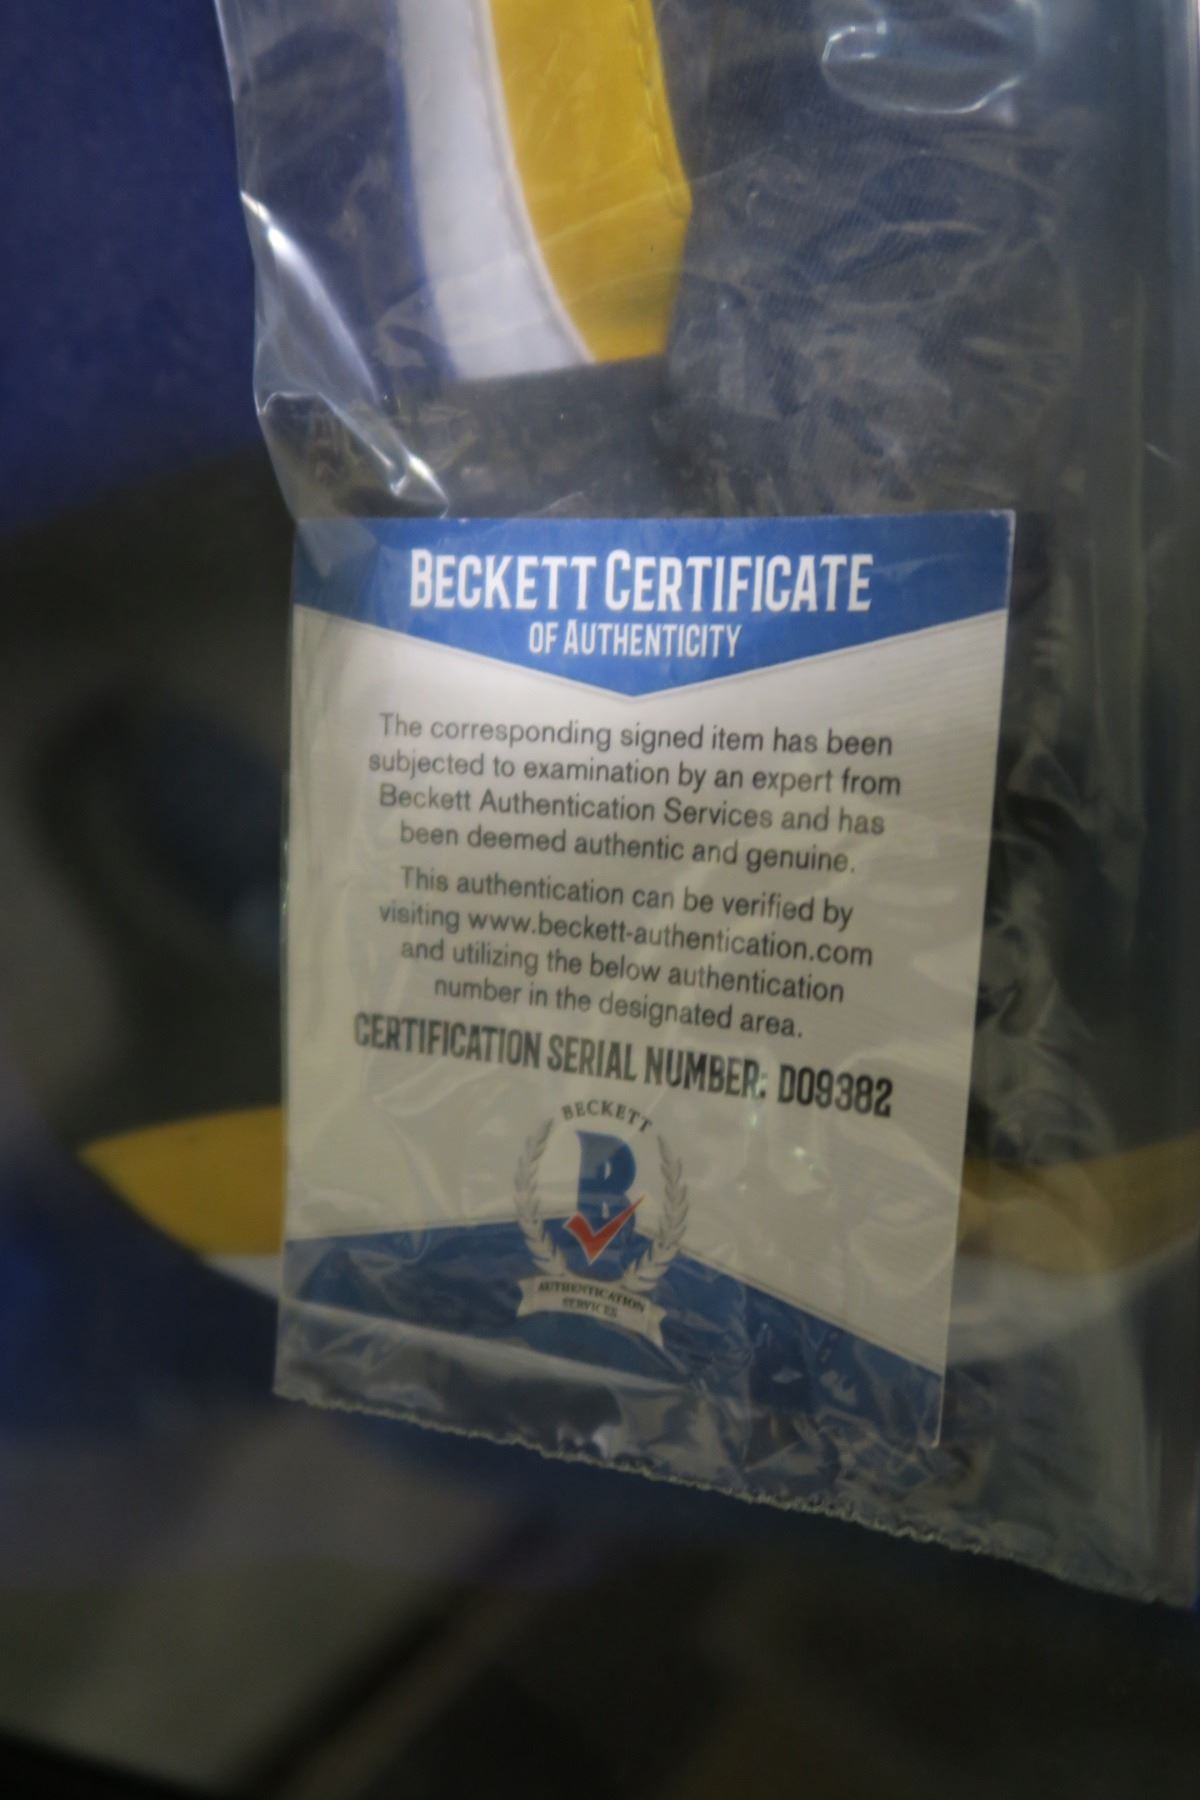 BECKETT CERTIFICATE
OF AUTHENTICITY
The corresponding signed item has been
subjected to examination by an expert from
Beckett Authentication Services and has
been deemed authentic and genuine.
This authentication can be verified by
visiting www.beckett-authentication.com
and utilizing the below authentication
number in the designated area.
CERTIFICATION SERIAL NUMBER: D09382
BECKETT
B
AUTHENTICATION
SERVICES